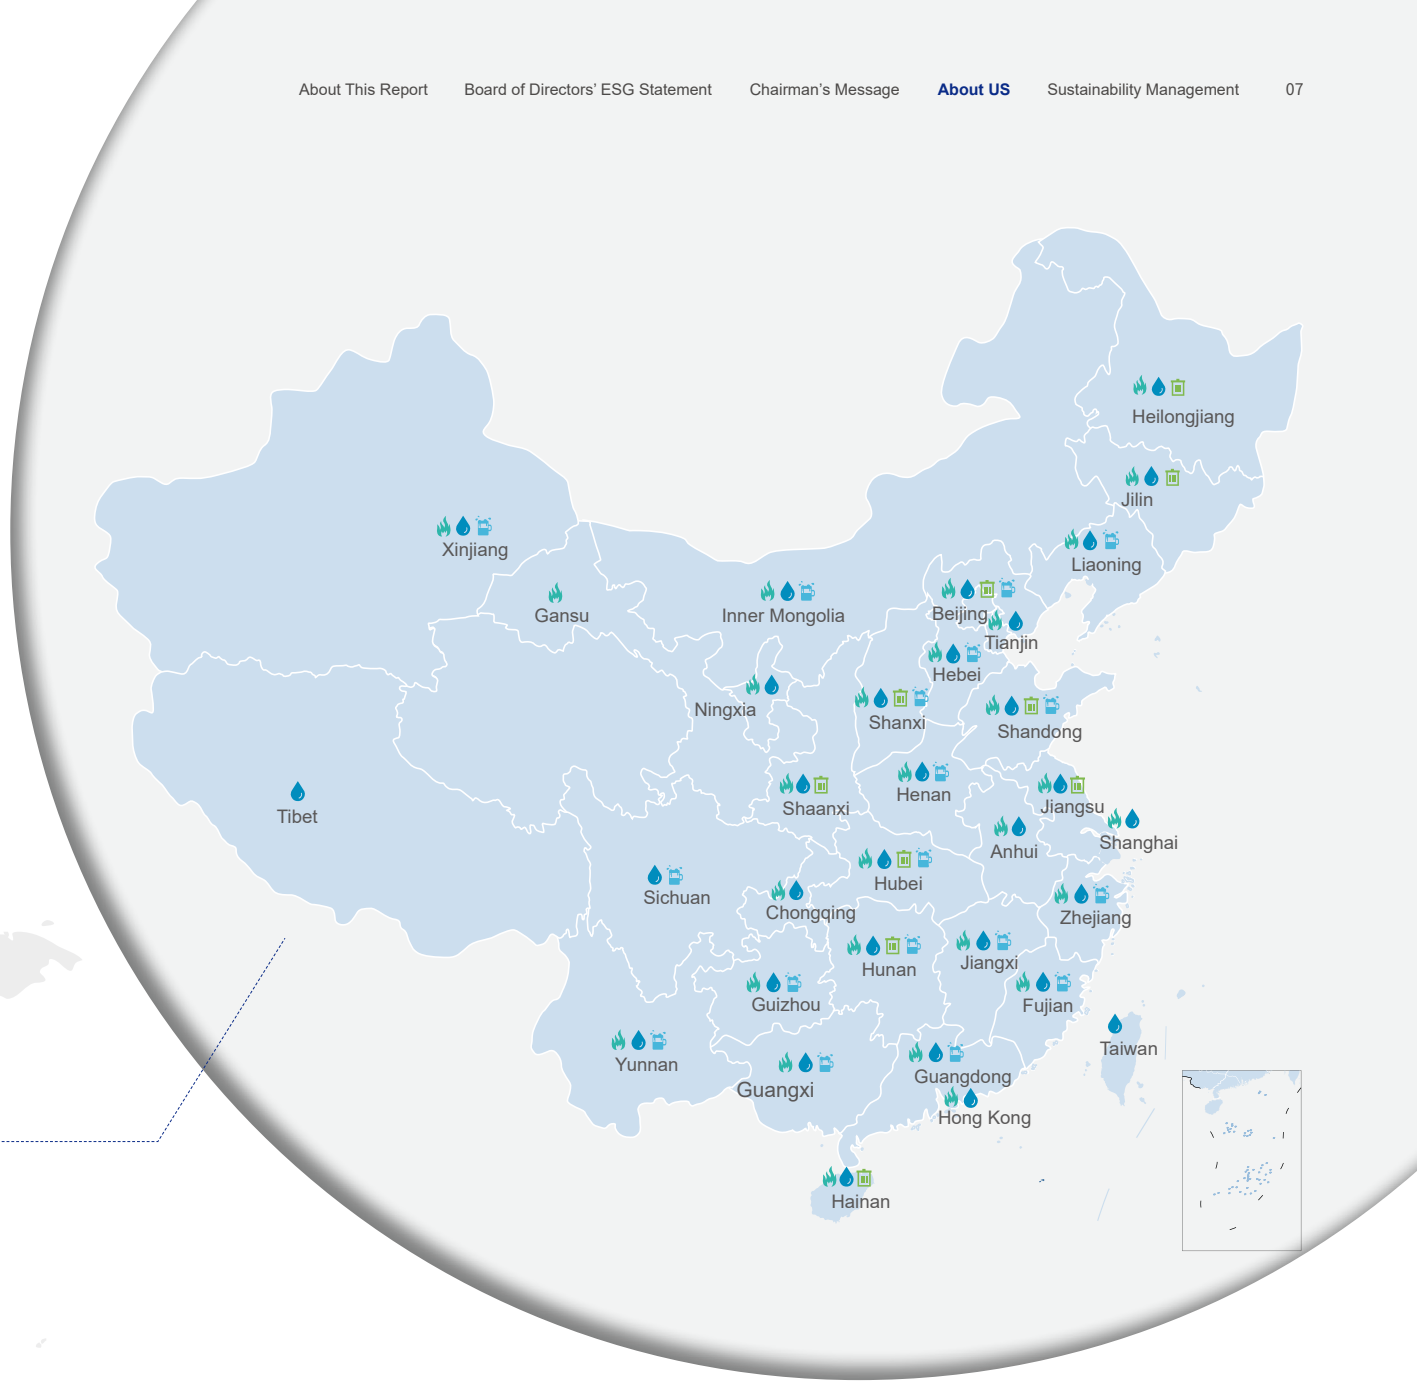 About This Report Board of Directors’ ESG Statement Chairman’s Message About US Sustainability Management 07
Heilongjiang
Jilin
Xinjiang
Liaoning
Gansu
Inner Mongolia
Beijing
Tianjin
Hebei
Ningxia
Shanxi
Shandong
Tibet
Shaanxi
Henan
Jiangsu
Anhui
Shanghai
Sichuan
Chongqing
Hubei
Zhejiang
Guizhou
Hunan
Jiangxi
Fujian
Yunnan
Guangxi
Guangdong
Taiwan
Hong Kong
Hainan